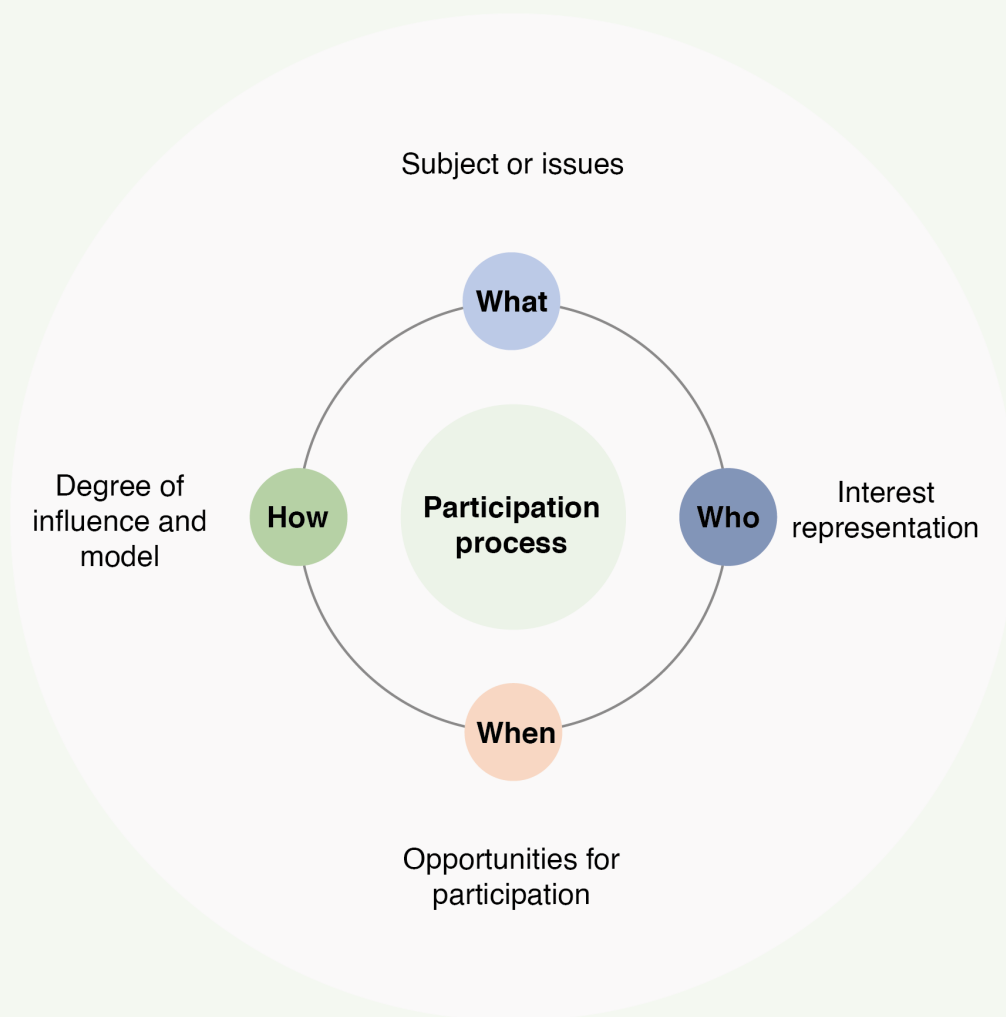 Subject or issues
What
Degree of
influence and
model
How
Participation
process
Who
Interest
representation
When
Opportunities for
participation